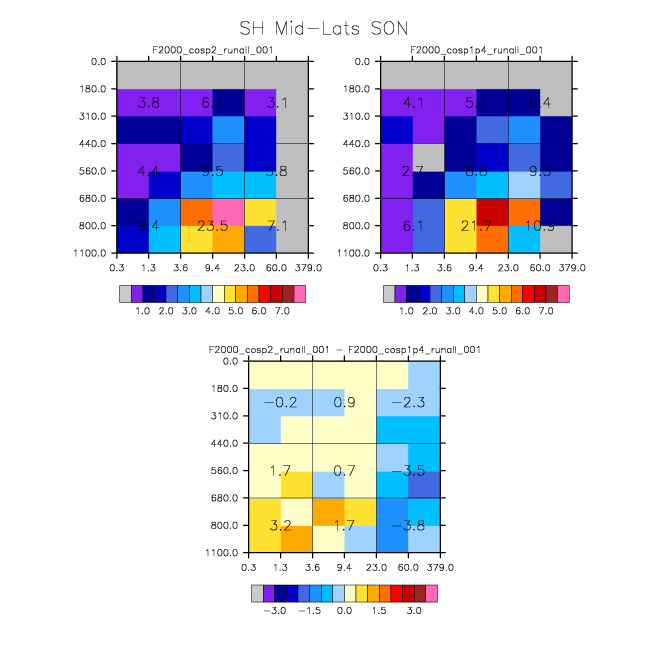 SH Mid-Lats SON
F2000_cosp2_runall_001 F2000_cosp1p4_runall_001
0.0 0.0
180.0 180.0
3.8 6.7 3.1 4.1 5.7 5.4
310.0 310.0
440.0 440.0
560.0 4.4 9.5 5.8 560.0 2.7 8.8 9.3
680.0 680.0
800.0 9.4 23.5 7.1 800.0 6.1 21.7 10.9
1100.0 1100.0
0.3 1.3 3.6 9.4 23.0 60.0 379.0 0.3 1.3 3.6 9.4 23.0 60.0 379.0
1.0 2.0 3.0 4.0 5.0 6.0 7.0 1.0 2.0 3.0 4.0 5.0 6.0 7.0
F2000_cosp2_runall_001 - F2000_cosp1p4_runall_001
0.0
180.0
-0.2 0.9 -2.3
310.0
440.0
560.0 1.7 0.7 -3.5
680.0
800.0 3.2 1.7 -3.8
1100.0
0.3 1.3 3.6 9.4 23.0 60.0 379.0
-3.0 -1.5 0.0 1.5 3.0